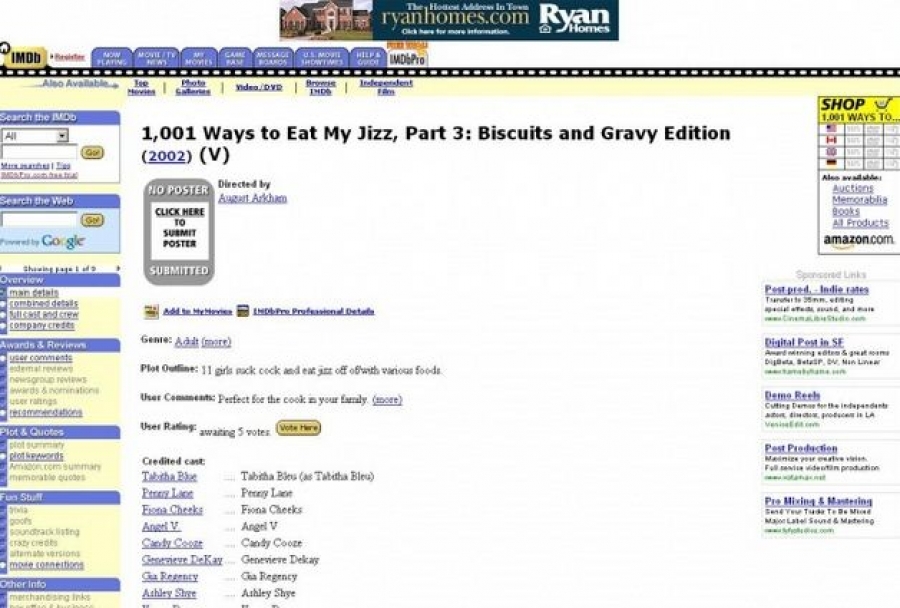 The Hottest Address In Town
ryanhomes.com
Click here for more information.
Ryan Homes
IMDb
Register
NOW PLAYING
MOVIE/TV NEWS
MY MOVIES
GAME BASE
MESSAGE BOARDS
U.S. MOVIE SHOWTIMES
HELP & GUIDE
IMDbPro
Also Available
Top Movies | Photo Galleries | Video/DVD | Browse IMDb | Independent Film
Search the IMDb
All
Go!
More searches | Tips
IMDbPro.com free trial
Search the Web
Go!
Powered by Google
Showing page 1 of 9
Overview
main details
combined details
full cast and crew
company credits
Awards & Reviews
user comments
external reviews
newsgroup reviews
awards & nominations
user ratings
recommendations
Plot & Quotes
plot summary
plot keywords
Amazon.com summary
memorable quotes
Fun Stuff
trivia
goofs
soundtrack listing
crazy credits
alternate versions
movie connections
Other Info
merchandising links
1,001 Ways to Eat My Jizz, Part 3: Biscuits and Gravy Edition
(2002) (V)
NO POSTER
CLICK HERE
TO
SUBMIT
POSTER
SUBMITTED
Directed by
August Arkham
Add to MyMovies
IMDbPro Professional Details
Genre: Adult (more)
Plot Outline: 11 girls suck cock and eat jizz off of/with various foods.
User Comments: Perfect for the cook in your family. (more)
User Rating: awaiting 5 votes Vote Here
Credited cast:
Tabitha Blue .... Tabitha Bleu (as Tabitha Bleu)
Penny Lane .... Penny Lane
Fiona Cheeks .... Fiona Cheeks
Angel V. .... Angel V
Candy Cooze .... Candy Cooze
Genevieve DeKay .... Genevieve Dekay
Gia Regency .... Gia Regency
Ashley Shye .... Ashley Shye
SHOP
1,001 WAYS TO...
Also available:
Auctions
Memorabilia
Books
All Products
amazon.com
Sponsored Links
Post-prod. - Indie rates
Transfer to 35mm, editing
special effects, sound, and more
www.CinemaLibreStudio.com
Digital Post in SF
Award winning editors & great rooms
DigBeta, BetaSP, DV, Non Linear
Demo Reels
Cutting Demos for the independents
actors, directors, producers in LA
VeniceEdit.com
Post Production
Maximize your creative vision.
Full service video/film production
Pro Mixing & Mastering
Send Your Tracks To Be Mixed
Major Label Sound & Mastering